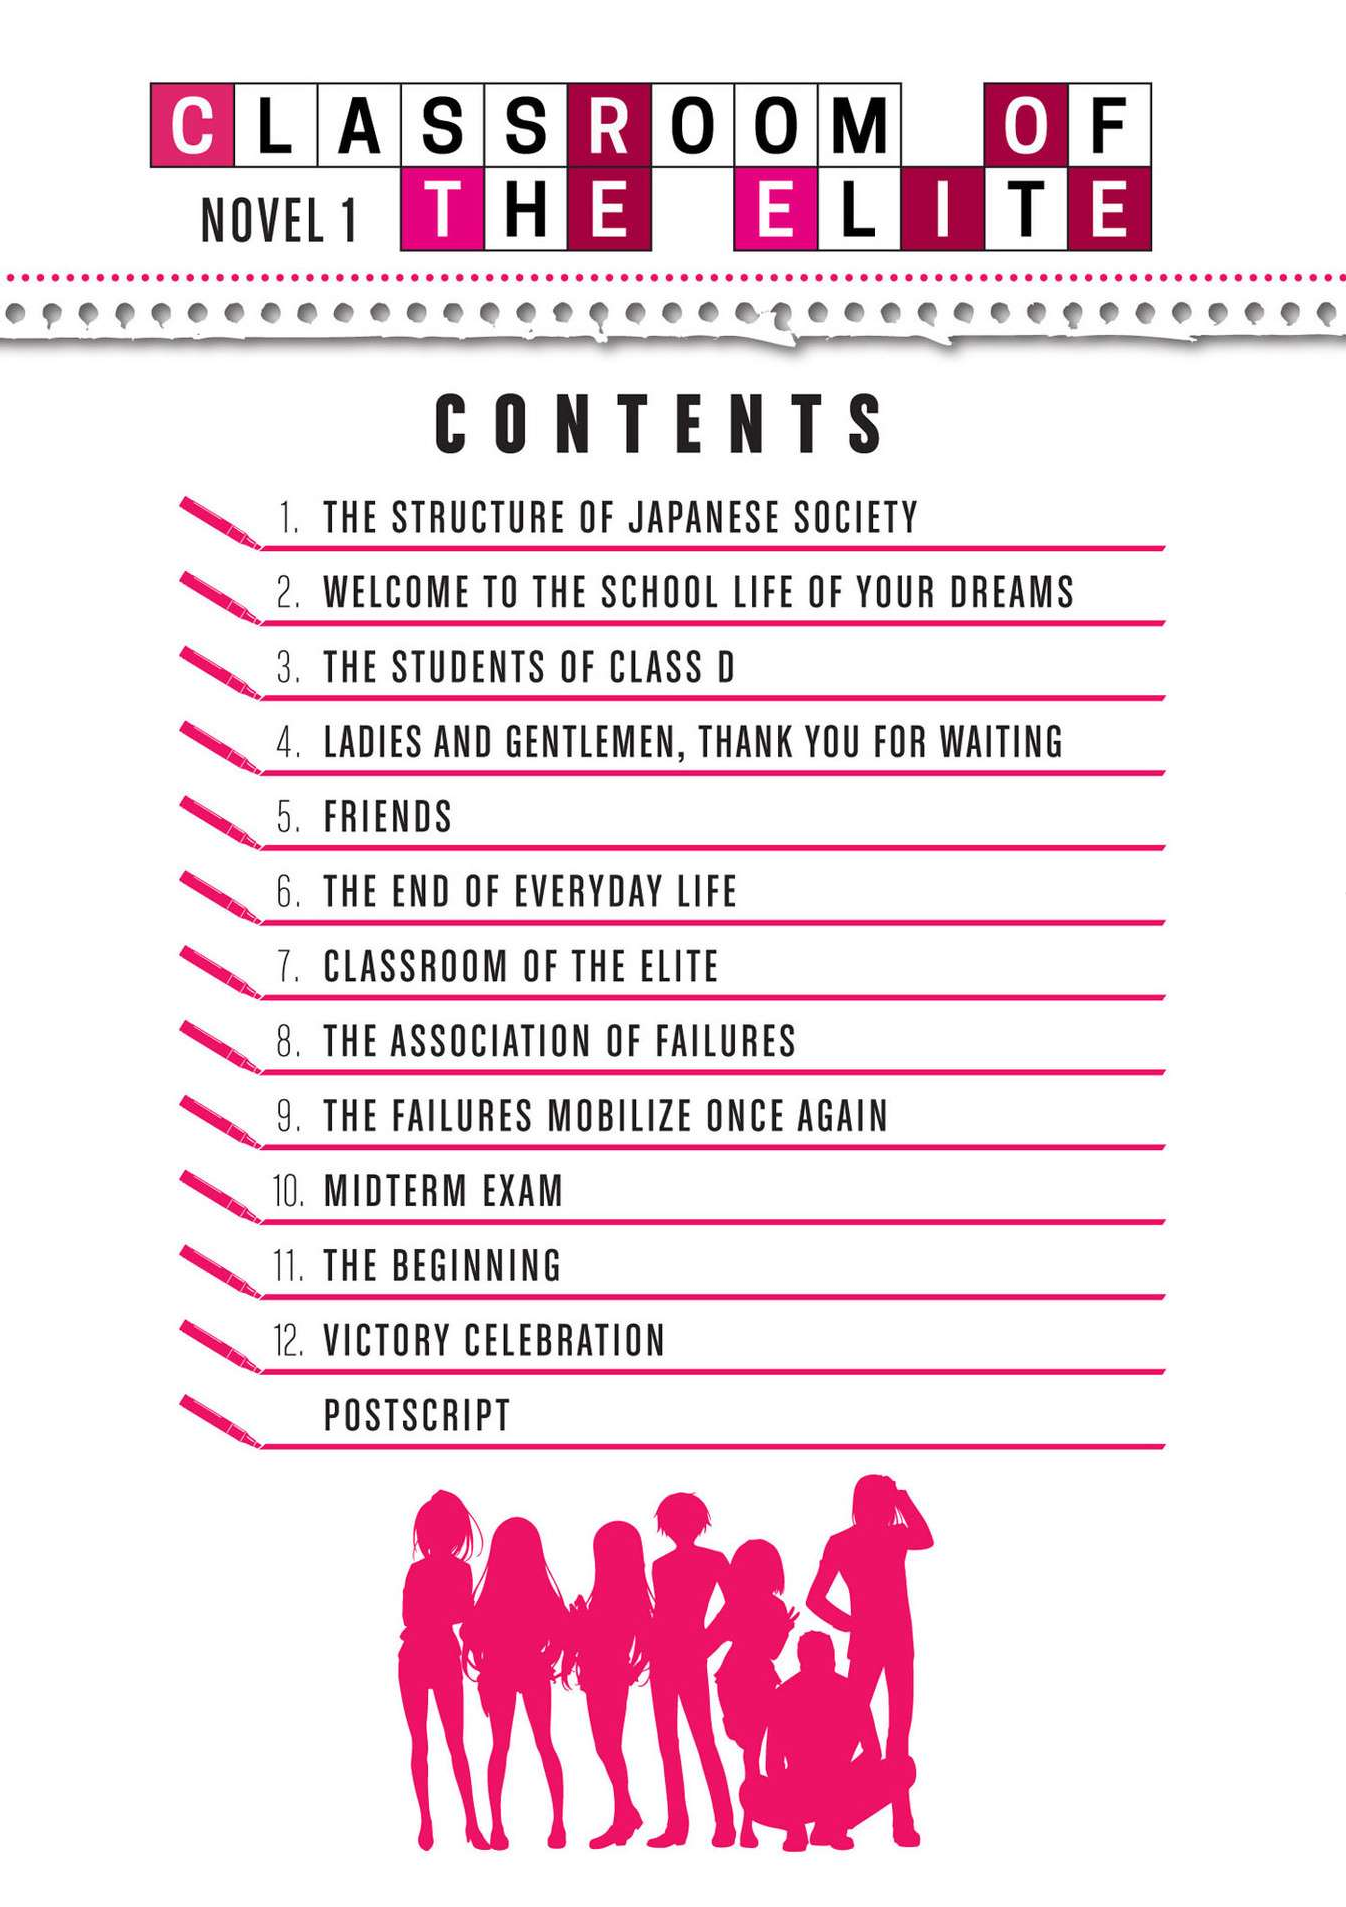 CLASSROOM OF
NOVEL 1 THE ELITE
CONTENTS
1. THE STRUCTURE OF JAPANESE SOCIETY
2. WELCOME TO THE SCHOOL LIFE OF YOUR DREAMS
3. THE STUDENTS OF CLASS D
4. LADIES AND GENTLEMEN, THANK YOU FOR WAITING
5. FRIENDS
6. THE END OF EVERYDAY LIFE
7. CLASSROOM OF THE ELITE
8. THE ASSOCIATION OF FAILURES
9. THE FAILURES MOBILIZE ONCE AGAIN
10. MIDTERM EXAM
11. THE BEGINNING
12. VICTORY CELEBRATION
POSTSCRIPT